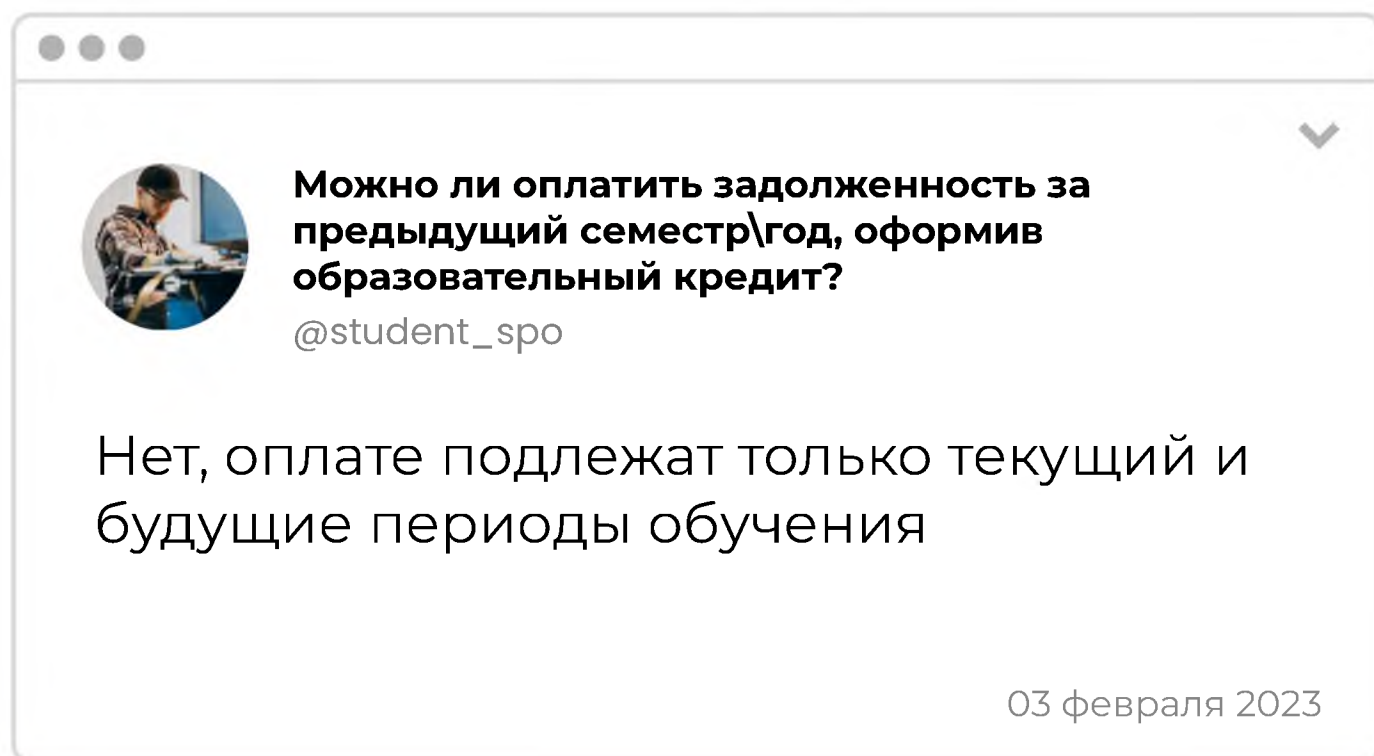 Можно ли оплатить задолженность за
предыдущий семестр\год, оформив
образовательный кредит?
@student_spo
Нет, оплате подлежат только текущий и
будущие периоды обучения
03 февраля 2023